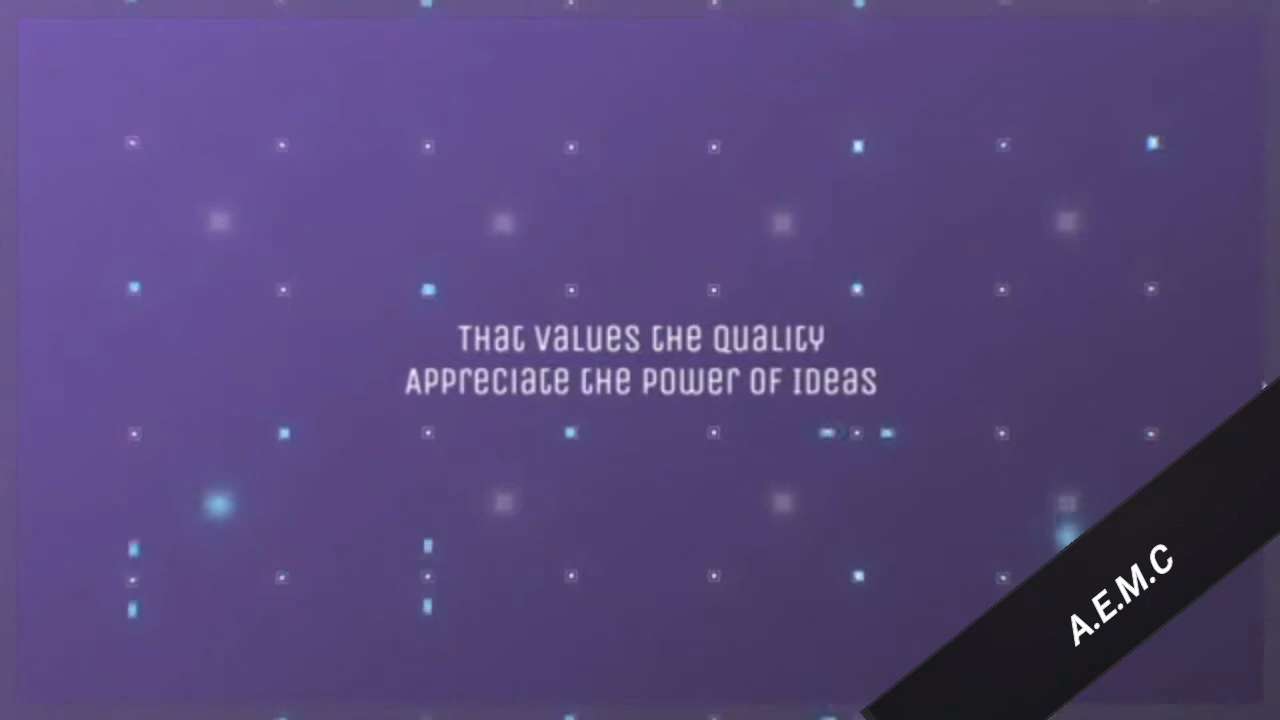 That values the quality
Appreciate the power of Ideas
A.E.M.C